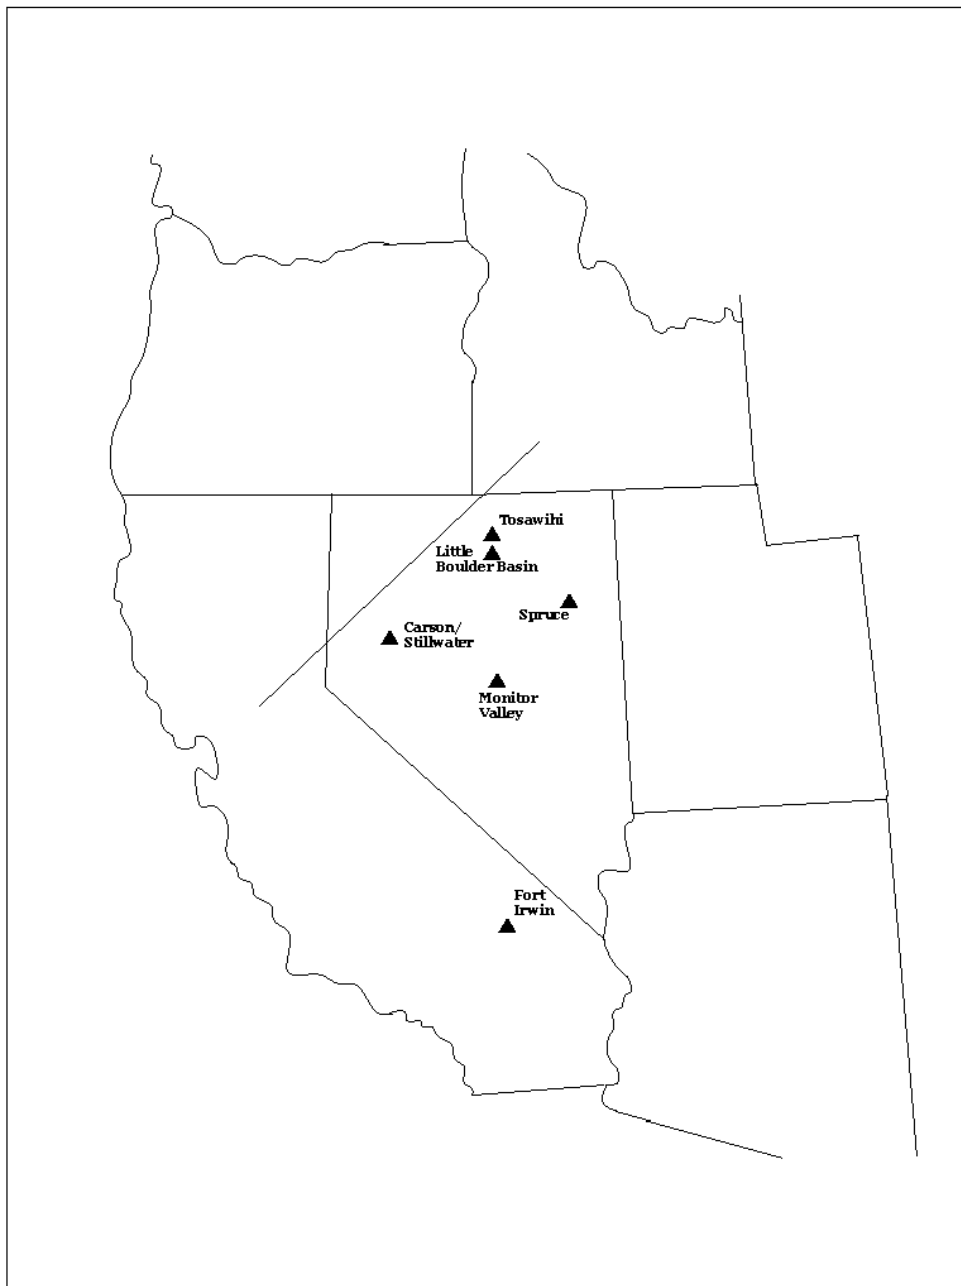 Tosawihi
Little
Boulder Basin
Spruce
Carson/
Stillwater
Monitor
Valley
Fort
Irwin